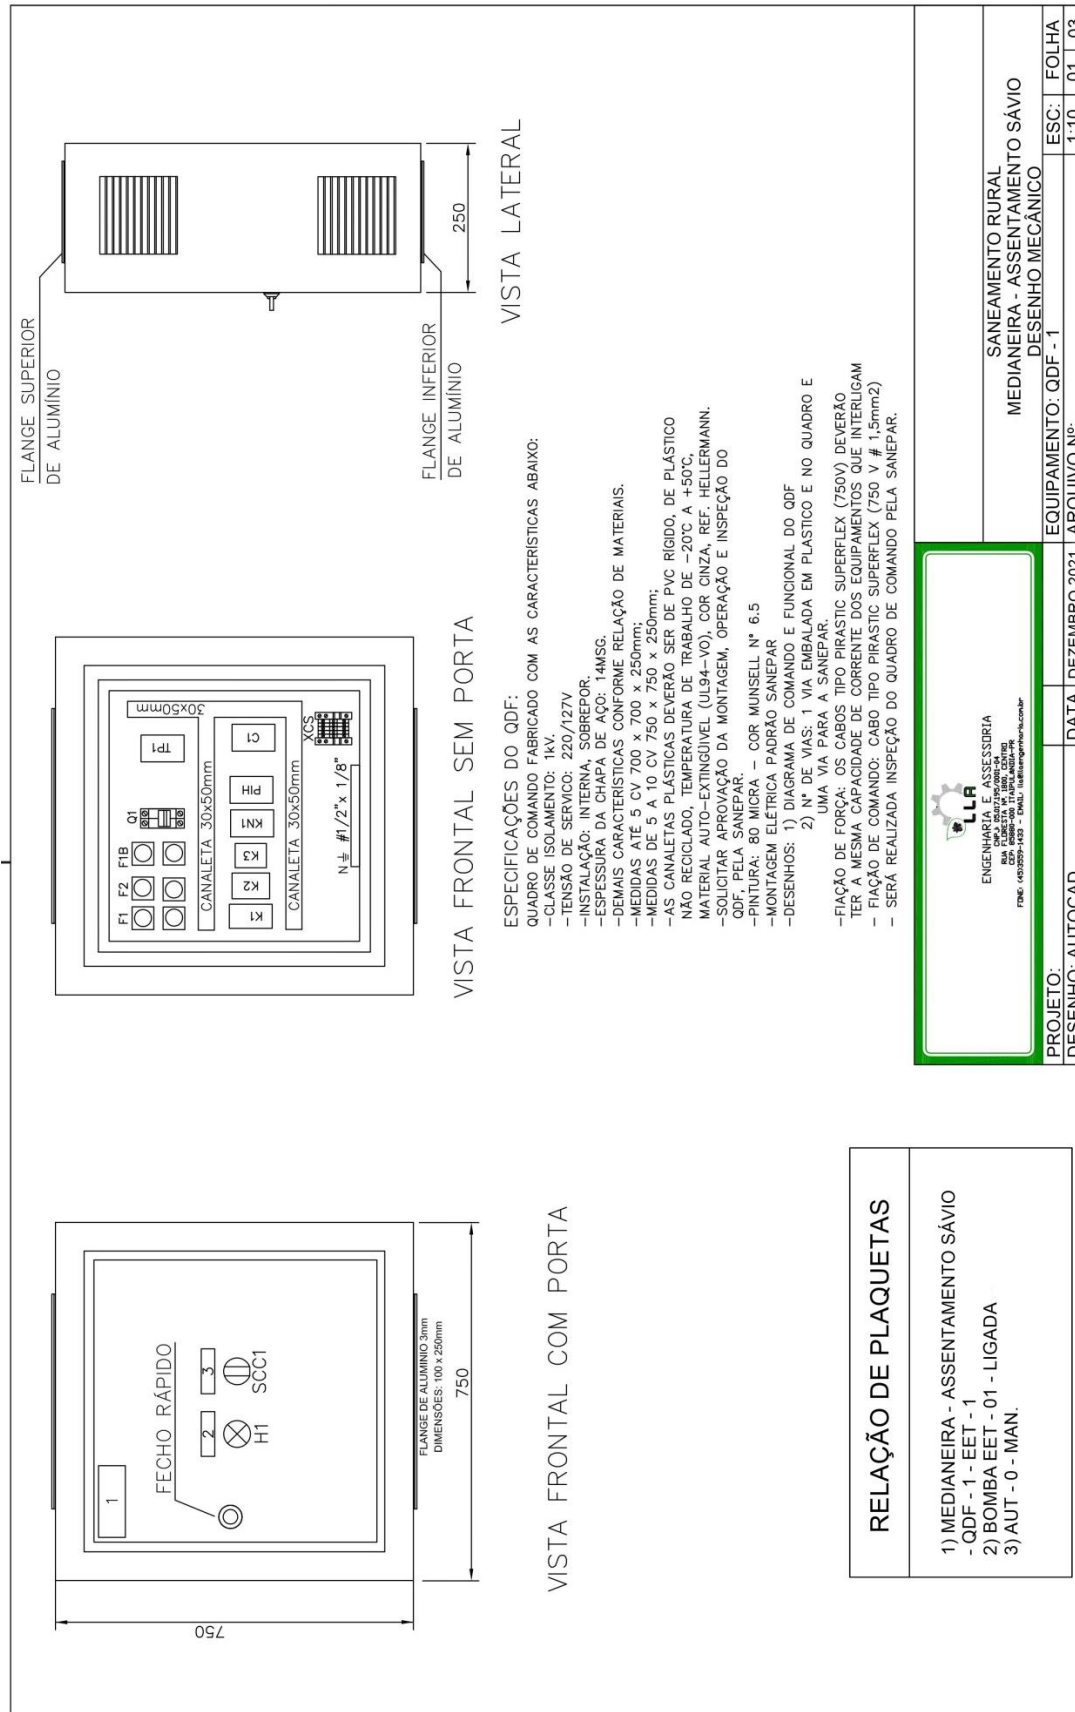 FLANGE SUPERIOR
DE ALUMÍNIO
FLANGE INFERIOR
DE ALUMÍNIO
250
VISTA LATERAL
F1
F2
F1B
Q1
TP1
30x50mm
CANALETA 30x50mm
K1
K2
K3
KN1
PIH
C1
CANALETA 30x50mm
N
#1/2"x 1/8"
XCS
VISTA FRONTAL SEM PORTA
1
FECHO RÁPIDO
2
3
H1
SCC1
FLANGE DE ALUMINIO 3mm
DIMENSÕES: 100 x 250mm
750
750
VISTA FRONTAL COM PORTA
ESPECIFICAÇÕES DO QDF:
QUADRO DE COMANDO FABRICADO COM AS CARACTERÍSTICAS ABAIXO:
-CLASSE ISOLAMENTO: 1kV.
-TENSÃO DE SERVICO: 220/127V
-INSTALAÇÃO: INTERNA, SOBREPOR.
-ESPESSURA DA CHAPA DE AÇO: 14MSG.
-DEMAIS CARACTERÍSTICAS CONFORME RELAÇÃO DE MATERIAIS.
-MEDIDAS ATÉ 5 CV 700 x 700 x 250mm;
-MEDIDAS DE 5 A 10 CV 750 x 750 x 250mm;
-AS CANALETAS PLÁSTICAS DEVERÃO SER DE PVC RÍGIDO, DE PLÁSTICO
NÃO RECICLADO, TEMPERATURA DE TRABALHO DE -20°C A +50°C,
MATERIAL AUTO-EXTINGÜIVEL (UL94-VO), COR CINZA, REF. HELLERMANN.
-SOLICITAR APROVAÇÃO DA MONTAGEM, OPERAÇÃO E INSPEÇÃO DO
QDF, PELA SANEPAR.
-PINTURA: 80 MICRA - COR MUNSELL N° 6.5
-MONTAGEM ELÉTRICA PADRÃO SANEPAR
-DESENHOS: 1) DIAGRAMA DE COMANDO E FUNCIONAL DO QDF
2) N° DE VIAS: 1 VIA EMBALADA EM PLASTICO E NO QUADRO E
UMA VIA PARA A SANEPAR.
-FIAÇÃO DE FORÇA: OS CABOS TIPO PIRASTIC SUPERFLEX (750V) DEVERÃO
TER A MESMA CAPACIDADE DE CORRENTE DOS EQUIPAMENTOS QUE INTERLIGAM
- FIAÇÃO DE COMANDO: CABO TIPO PIRASTIC SUPERFLEX (750 V # 1,5mm2)
- SERÁ REALIZADA INSPEÇÃO DO QUADRO DE COMANDO PELA SANEPAR.
RELAÇÃO DE PLAQUETAS
1) MEDIANEIRA - ASSENTAMENTO SÁVIO
- QDF - 1 - EET - 1
2) BOMBA EET - 01 - LIGADA
3) AUT - 0 - MAN.
LLA
ENGENHARIA E ASSESSORIA
SANEAMENTO RURAL
MEDIANEIRA - ASSENTAMENTO SÁVIO
DESENHO MECÂNICO
PROJETO:
EQUIPAMENTO: QDF - 1
ESC:
FOLHA
DESENHO: AUTOCAD
DATA
DEZEMBRO 2021
ARQUIVO Nº:
1:10
01
03